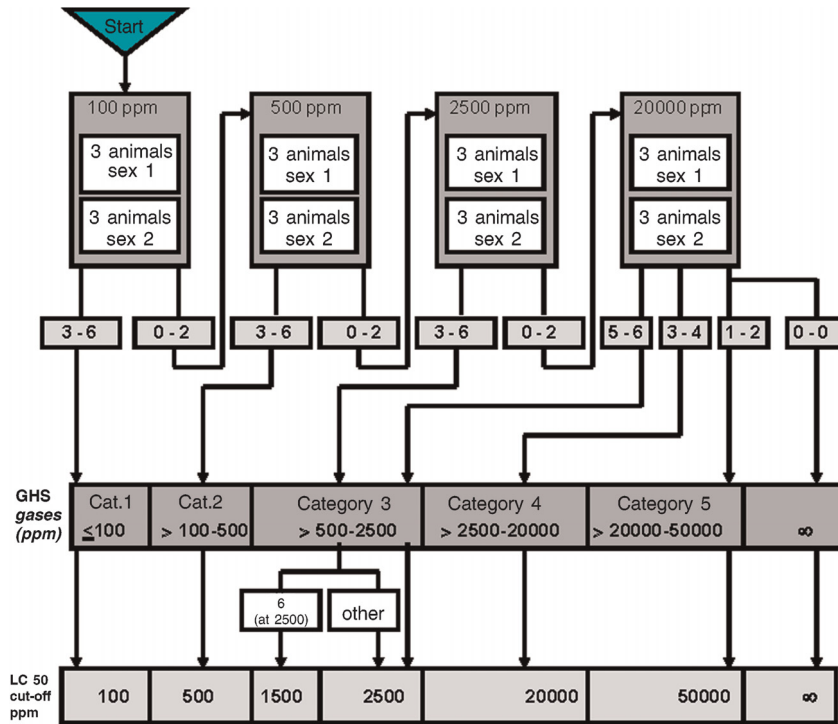 Start
100 ppm
500 ppm
2500 ppm
20000 ppm
3 animals
sex 1
3 animals
sex 1
3 animals
sex 1
3 animals
sex 1
3 animals
sex 2
3 animals
sex 2
3 animals
sex 2
3 animals
sex 2
3 - 6
0 - 2
3 - 6
0 - 2
3 - 6
0 - 2
5 - 6
3 - 4
1 - 2
0 - 0
GHS
gases
(ppm)
Cat.1
≤100
Cat.2
> 100-500
Category 3
> 500-2500
Category 4
> 2500-20000
Category 5
> 20000-50000
∞
6
(at 2500)
other
LC 50
cut-off
ppm
100
500
1500
2500
20000
50000
∞